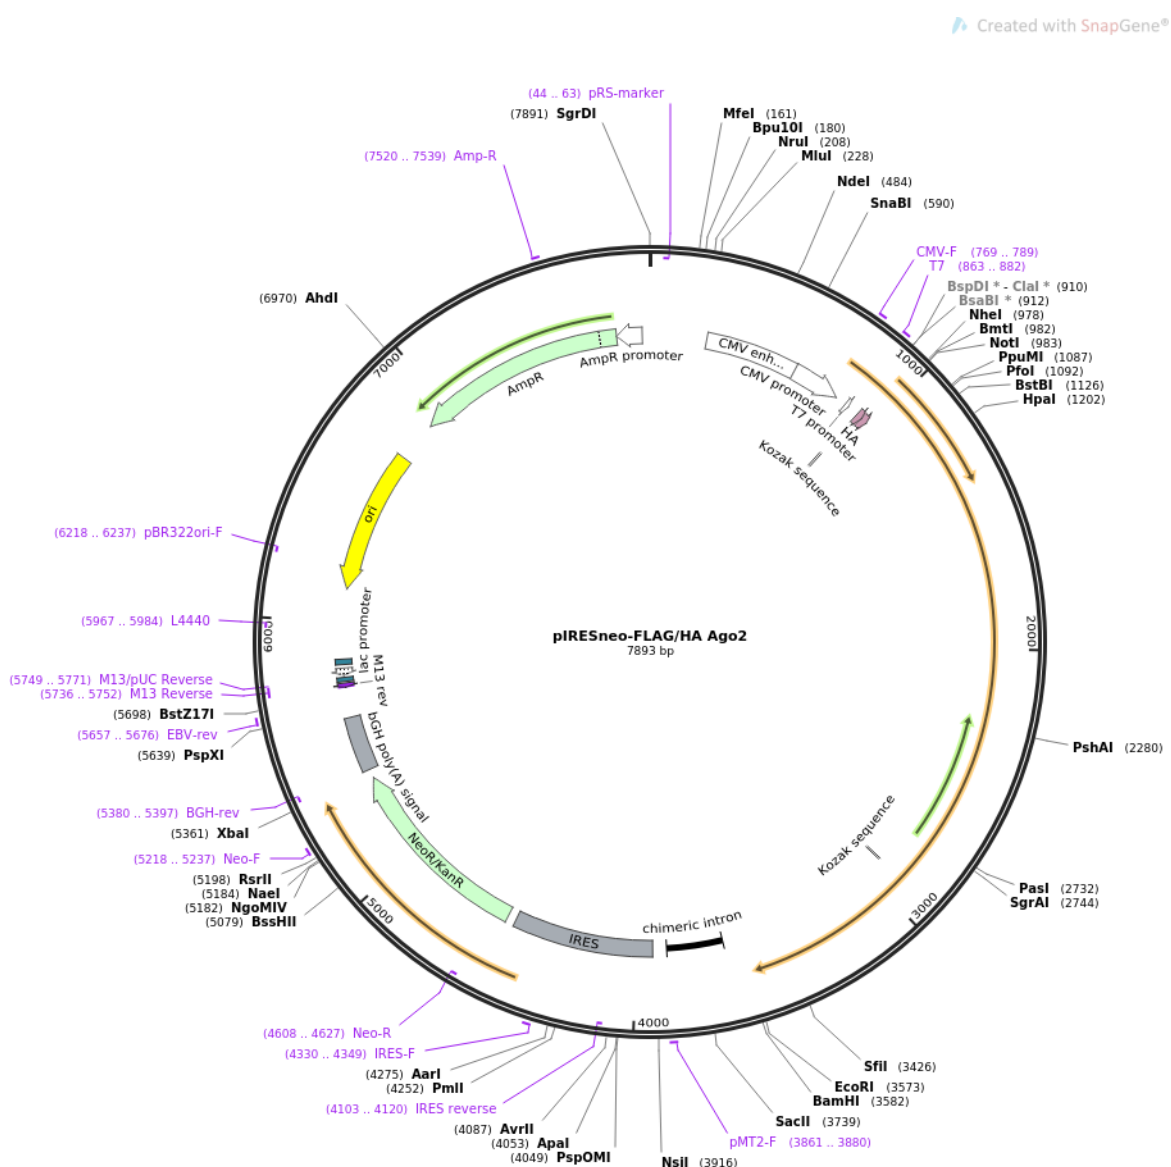 Created with SnapGene®
(44 .. 63) pRS-marker
(7891) SgrDI
MfeI (161)
Bpu10I (180)
NruI (208)
MluI (228)
(7520 .. 7539) Amp-R
NdeI (484)
SnaBI (590)
CMV-F (769 .. 789)
T7 (863 .. 882)
BspDI * - ClaI * (910)
BsaBI * (912)
NheI (978)
BmtI (982)
NotI (983)
PpuMI (1087)
PfoI (1092)
BstBI (1126)
HpaI (1202)
(6970) AhdI
7000
1000
AmpR promoter
AmpR
CMV enh...
CMV promoter
T7 promoter
HA
Kozak sequence
ori
(6218 .. 6237) pBR322ori-F
(5967 .. 5984) L4440
6000
2000
lac promoter
M13 rev
pIRESneo-FLAG/HA Ago2
7893 bp
(5749 .. 5771) M13/pUC Reverse
(5736 .. 5752) M13 Reverse
(5698) BstZ17I
(5657 .. 5676) EBV-rev
(5639) PspXI
bGH poly(A) signal
PshAI (2280)
(5380 .. 5397) BGH-rev
(5361) XbaI
(5218 .. 5237) Neo-F
(5198) RsrII
(5184) NaeI
(5182) NgoMIV
(5079) BssHII
NeoR/KanR
Kozak sequence
PasI (2732)
SgrAI (2744)
5000
3000
IRES
chimeric intron
4000
(4608 .. 4627) Neo-R
(4330 .. 4349) IRES-F
(4275) AarI
(4252) PmlI
(4103 .. 4120) IRES reverse
(4087) AvrII
(4053) ApaI
(4049) PspOMI
SfiI (3426)
EcoRI (3573)
BamHI (3582)
SacII (3739)
pMT2-F (3861 .. 3880)
NsiI (3916)